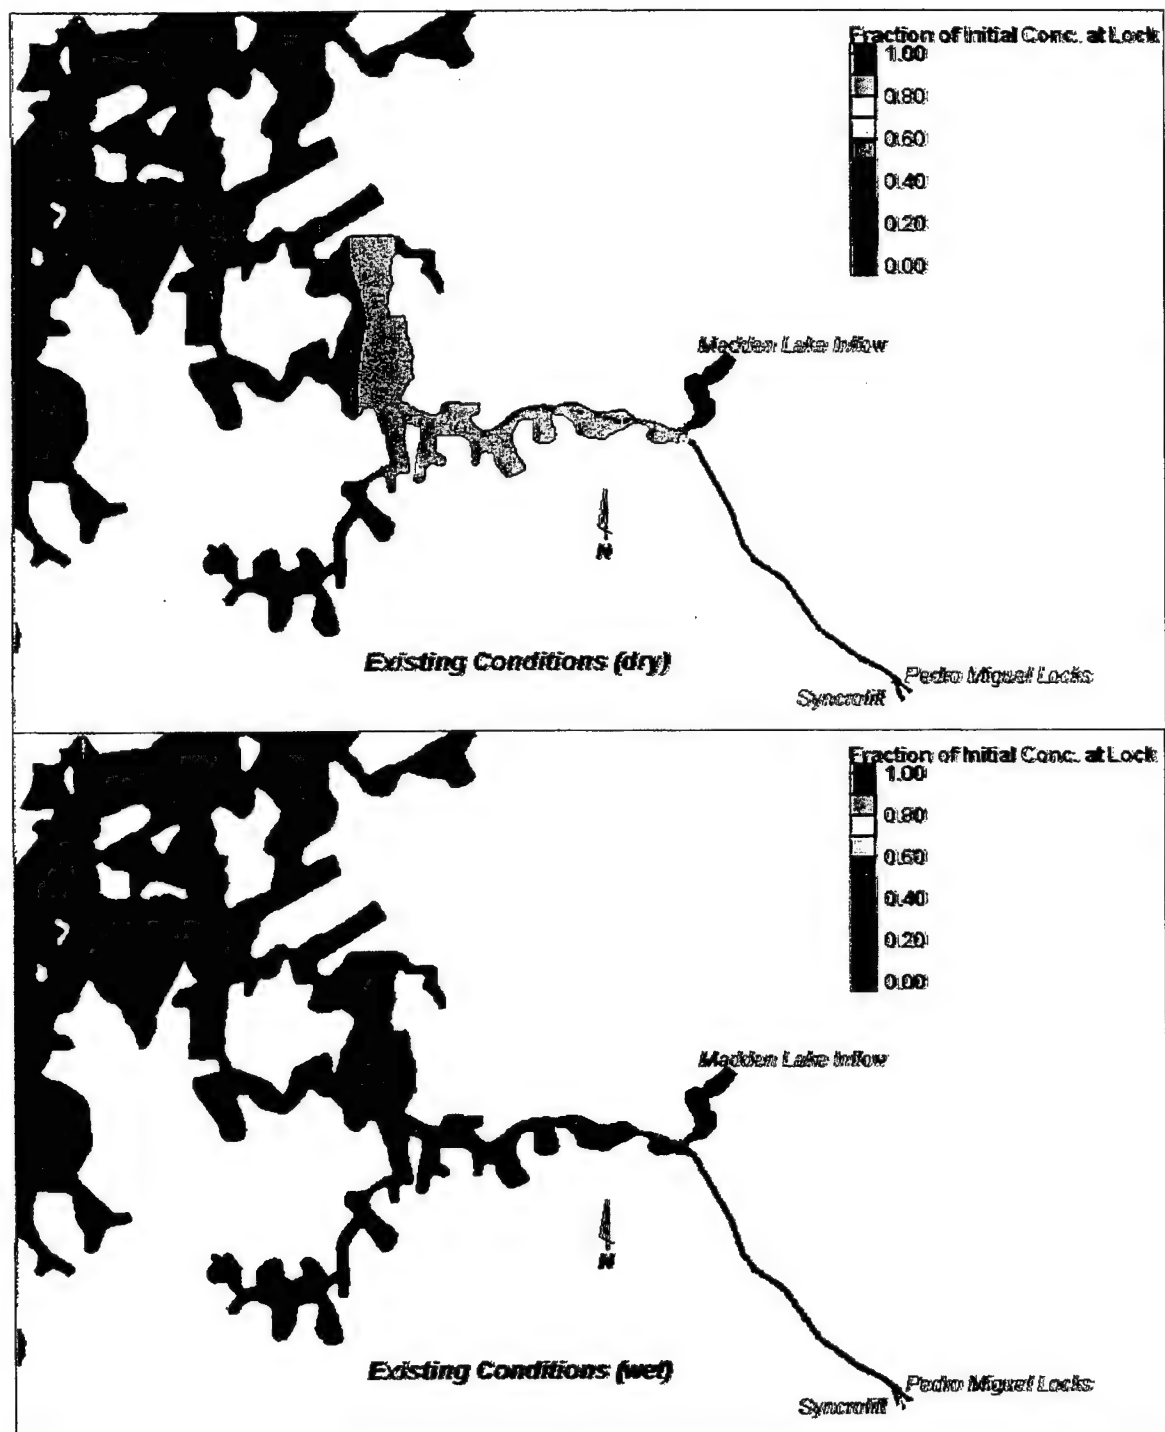 Fraction of Initial Conc. at Lock
1.00
0.80
0.60
0.40
0.20
0.00
Madden Lake Inflow
N
Existing Conditions (dry)
Pedro Miguel Locks
Syncrolift
Fraction of Initial Conc. at Lock
1.00
0.80
0.60
0.40
0.20
0.00
Madden Lake Inflow
N
Existing Conditions (wet)
Pedro Miguel Locks
Syncrolift